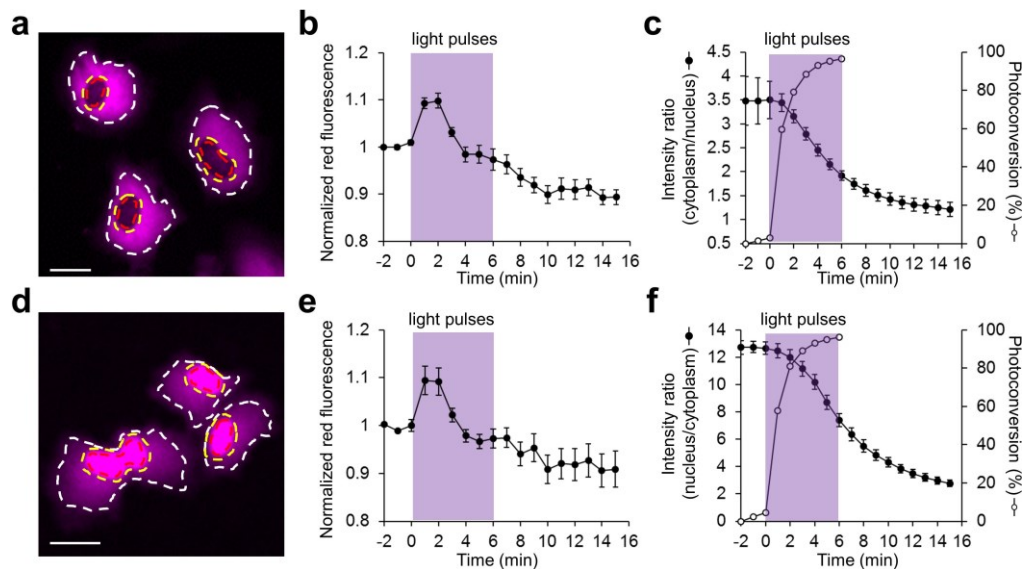 a
b
light pulses
Normalized red fluorescence
1.2
1.1
1
0.9
0.8
-2 0 2 4 6 8 10 12 14 16
Time (min)
c
light pulses
Intensity ratio
(cytoplasm/nucleus)
4.5
4
3.5
3
2.5
2
1.5
1
0.5
-2 0 2 4 6 8 10 12 14 16
Time (min)
100
80
60
40
20
0
Photoconversion (%)
d
e
light pulses
Normalized red fluorescence
1.2
1.1
1
0.9
0.8
-2 0 2 4 6 8 10 12 14 16
Time (min)
f
light pulses
Intensity ratio
(nucleus/cytoplasm)
14
12
10
8
6
4
2
0
-2 0 2 4 6 8 10 12 14 16
Time (min)
100
80
60
40
20
0
Photoconversion (%)